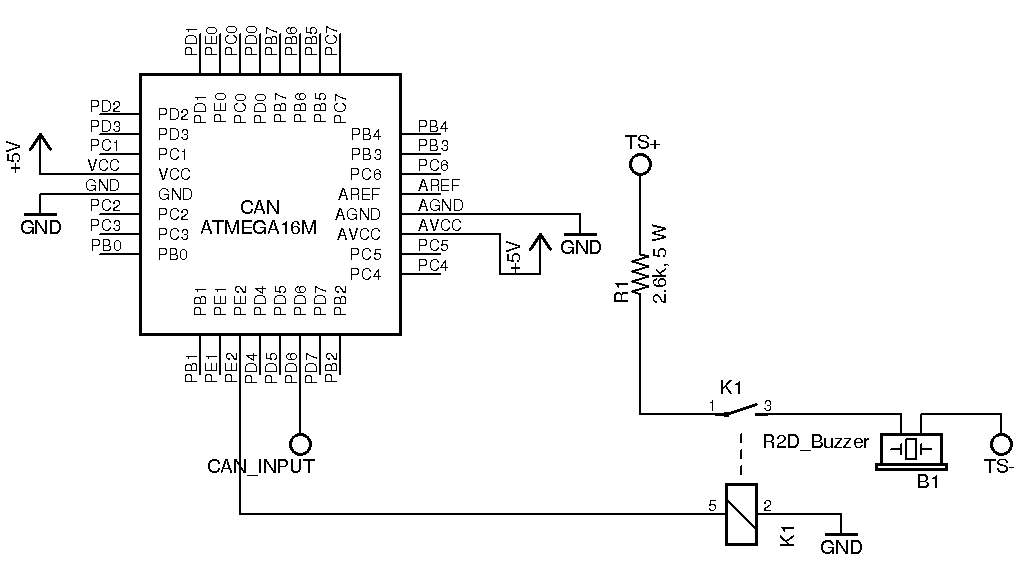 PD1 PE0 PC0 PD0 PB7 PB6 PB5 PC7
PD1 PE0 PC0 PD0 PB7 PB6 PB5 PC7
PD2 PD2
PD3 PD3
PC1 PC1
+5V
VCC VCC
GND GND
GND
PC2 PC2
PC3 PC3
PB0 PB0
CAN
ATMEGA16M
PB4 PB4
PB3 PB3
PC6 PC6
AREF AREF
AGND AGND
AVCC AVCC
PC5 PC5
PC4 PC4
GND
+5V
PB1 PE1 PE2 PD4 PD5 PD6 PD7 PB2
PB1 PE1 PE2 PD4 PD5 PD6 PD7 PB2
CAN_INPUT
TS+
R1
2.6k, 5 W
K1
1 3
R2D_Buzzer
B1
TS-
5 2
K1
GND